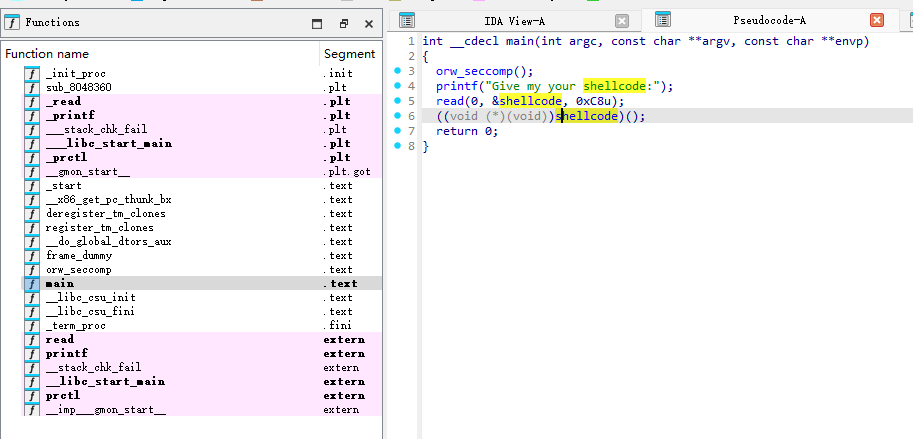 Functions
Function name Segment
_init_proc .init
sub_8048360 .plt
_read .plt
_printf .plt
___stack_chk_fail .plt
___libc_start_main .plt
_prctl .plt
__gmon_start__ .plt.got
_start .text
__x86_get_pc_thunk_bx .text
deregister_tm_clones .text
register_tm_clones .text
__do_global_dtors_aux .text
frame_dummy .text
orw_seccomp .text
main .text
__libc_csu_init .text
__libc_csu_fini .text
_term_proc .fini
read extern
printf extern
__stack_chk_fail extern
__libc_start_main extern
prctl extern
__imp___gmon_start__ extern
IDA View-A Pseudocode-A
1 int __cdecl main(int argc, const char **argv, const char **envp)
2 {
3 orw_seccomp();
4 printf("Give my your shellcode:");
5 read(0, &shellcode, 0xC8u);
6 ((void (*)(void))shellcode)();
7 return 0;
8 }